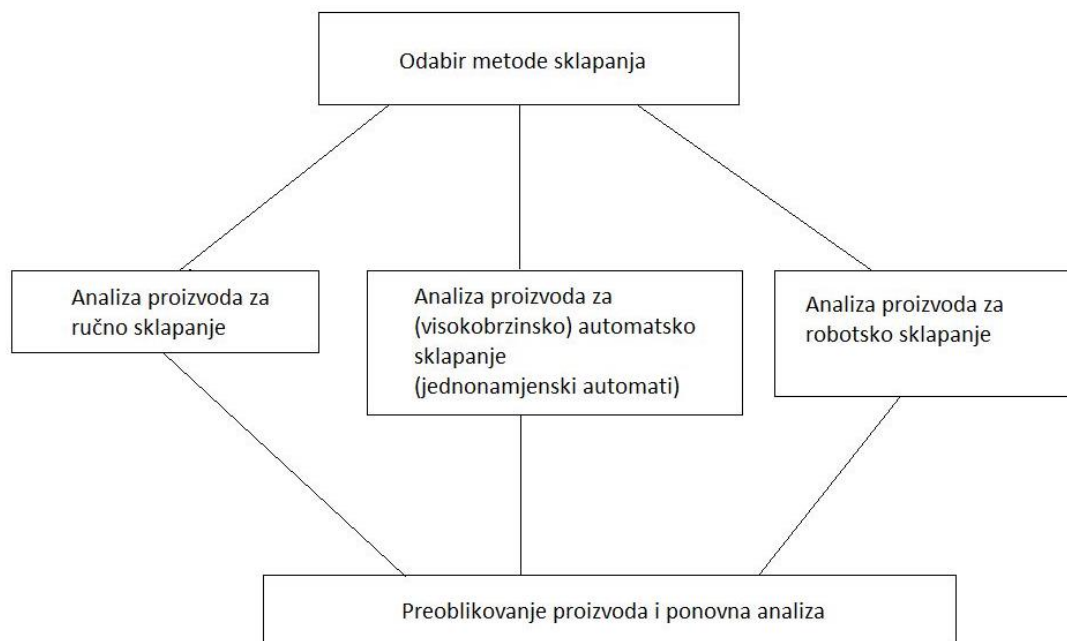 Odabir metode sklapanja
Analiza proizvoda za
ručno sklapanje
Analiza proizvoda za
(visokobrzinsko) automatsko
sklapanje
(jednonamjenski automati)
Analiza proizvoda za
robotsko sklapanje
Preoblikovanje proizvoda i ponovna analiza